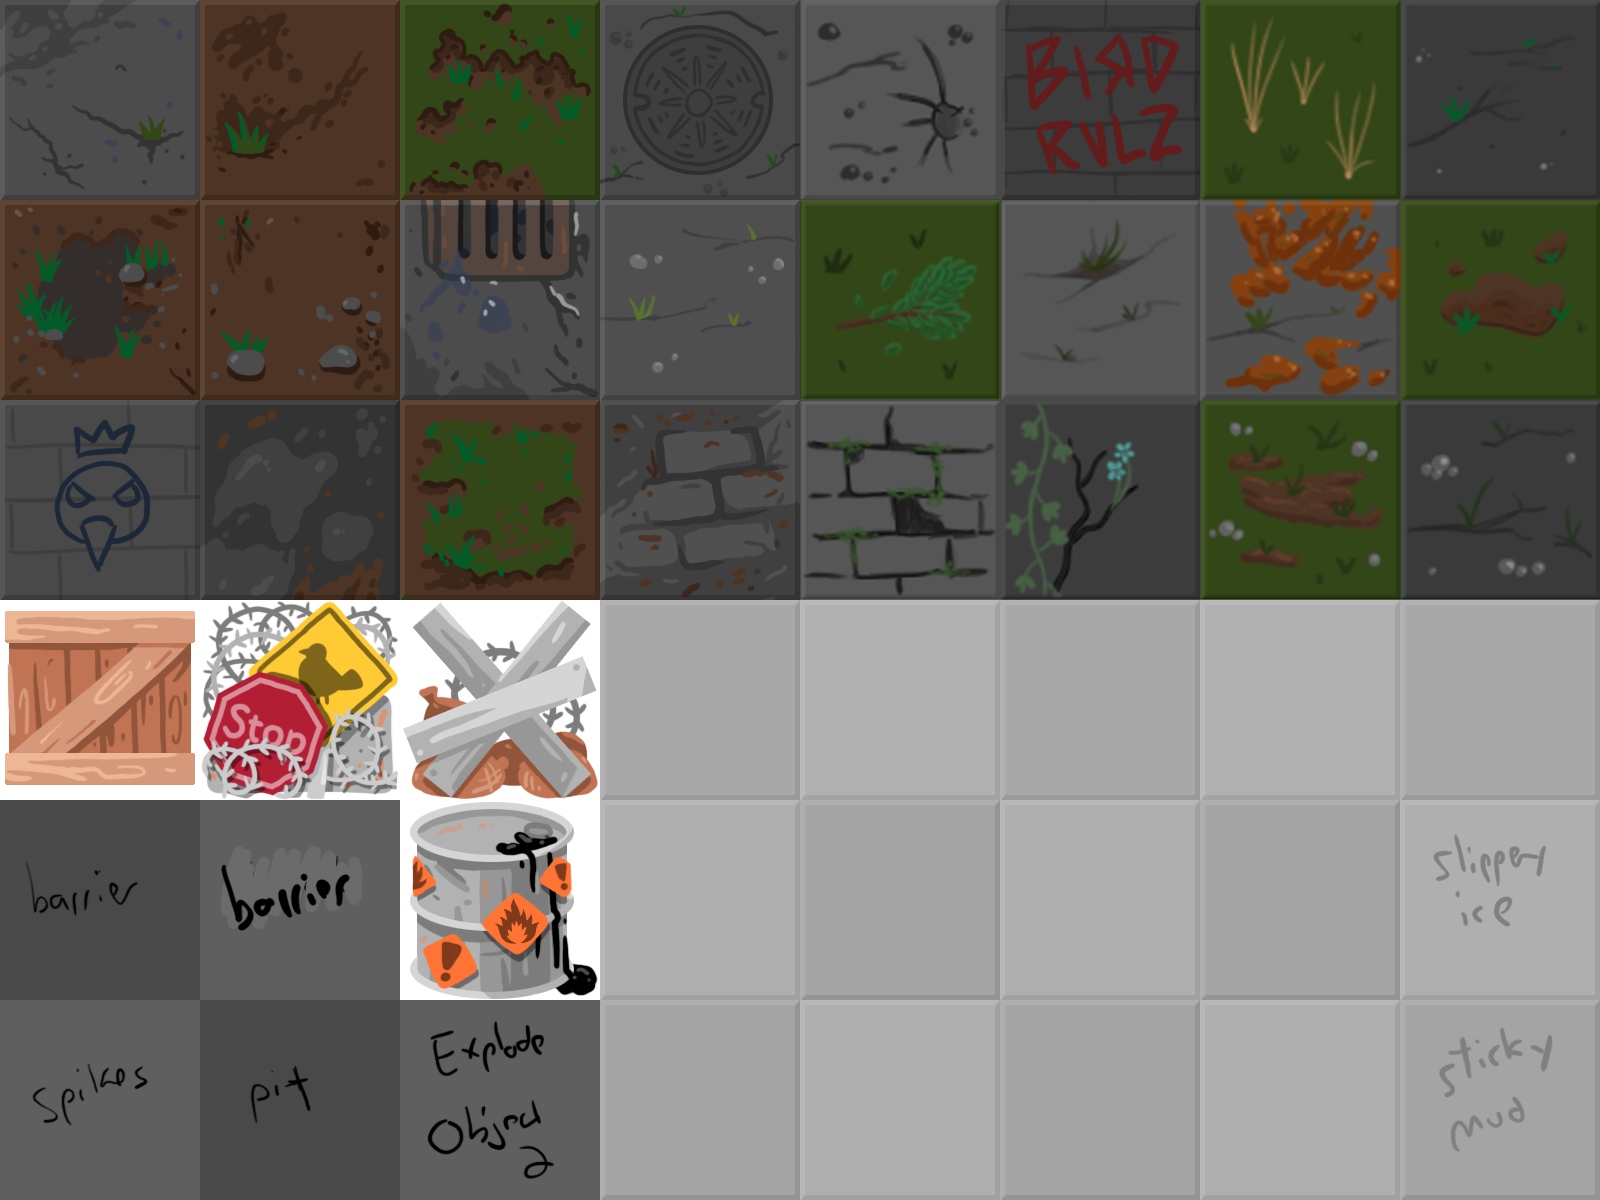 BIRD
RULZ
Stop
barrier
barrier
slippery
ice
spikes
pit
Explode
Object
2
sticky
mud